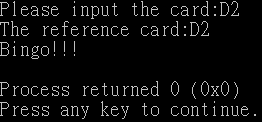 Please input the card:D2
The reference card:D2
Bingo!!!
Process returned 0 (0x0)
Press any key to continue.